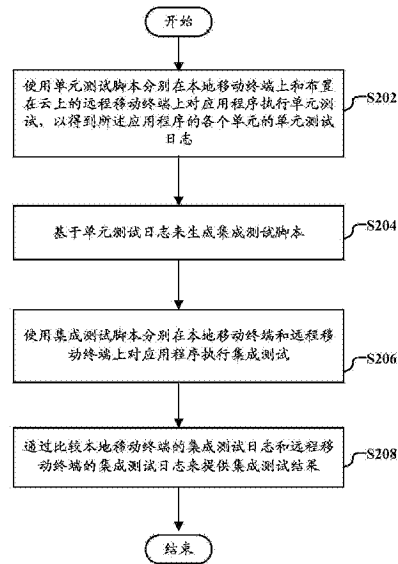 开始
使用单元测试脚本分别在本地移动终端上和布置
在云上的远程移动终端上对应用程序执行单元测
试，以得到所述应用程序的各个单元的单元测试
日志
S202
基于单元测试日志来生成集成测试脚本
S204
使用集成测试脚本分别在本地移动终端和远程移
动终端上对应用程序执行集成测试
S206
通过比较本地移动终端的集成测试日志和远程移
动终端的集成测试日志来提供集成测试结果
S208
结束